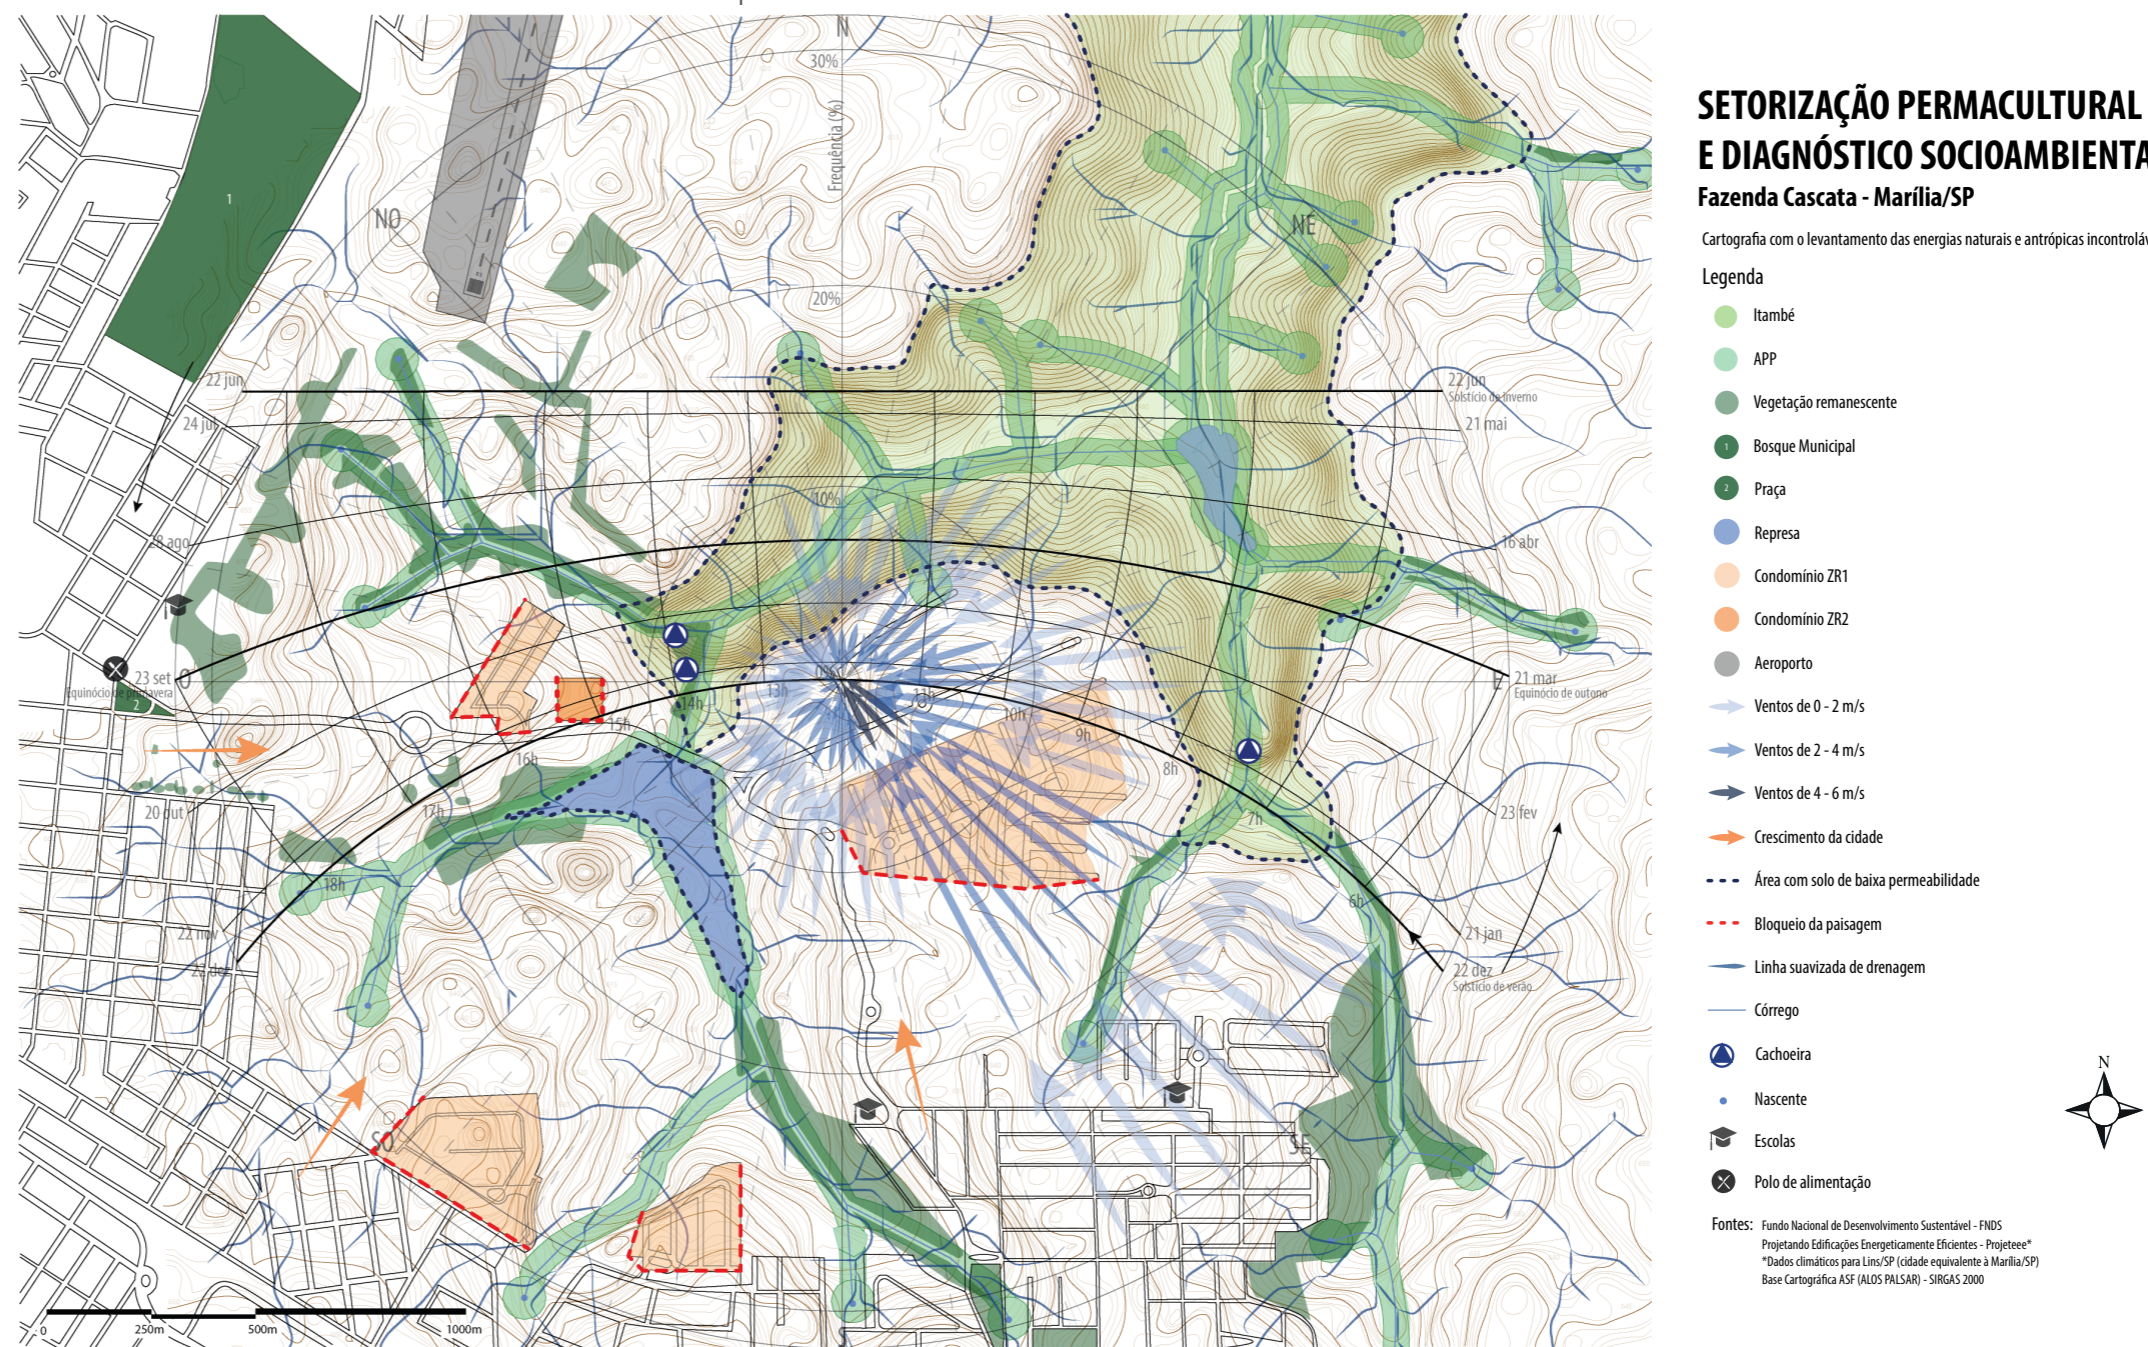 N
30%
Frequência (%)
1
NO
NE
20%
22 jun
22 jun
Solstício de inverno
24 jul
21 mai
10%
28 ago
16 abr
0%
23 set
O
Equinócio de primavera
2
E
21 mar
Equinócio de outono
13h
14h
15h
16h
17h
18h
11h
10h
9h
8h
7h
6h
20 out
23 fev
22 nov
21 jan
22 dez
22 dez
Solstício de verão
SO
SE
S
0
250m
500m
1000m
SETORIZAÇÃO PERMACULTURAL
E DIAGNÓSTICO SOCIOAMBIENTA
Fazenda Cascata - Marília/SP
Cartografia com o levantamento das energias naturais e antrópicas incontroláv
Legenda
Itambé
APP
Vegetação remanescente
1 Bosque Municipal
2 Praça
Represa
Condomínio ZR1
Condomínio ZR2
Aeroporto
Ventos de 0 - 2 m/s
Ventos de 2 - 4 m/s
Ventos de 4 - 6 m/s
Crescimento da cidade
Área com solo de baixa permeabilidade
Bloqueio da paisagem
Linha suavizada de drenagem
Córrego
Cachoeira
Nascente
Escolas
Polo de alimentação
N
Fontes: Fundo Nacional de Desenvolvimento Sustentável - FNDS
Projetando Edificações Energeticamente Eficientes - Projeteee*
*Dados climáticos para Lins/SP (cidade equivalente à Marília/SP)
Base Cartográfica ASF (ALOS PALSAR) - SIRGAS 2000